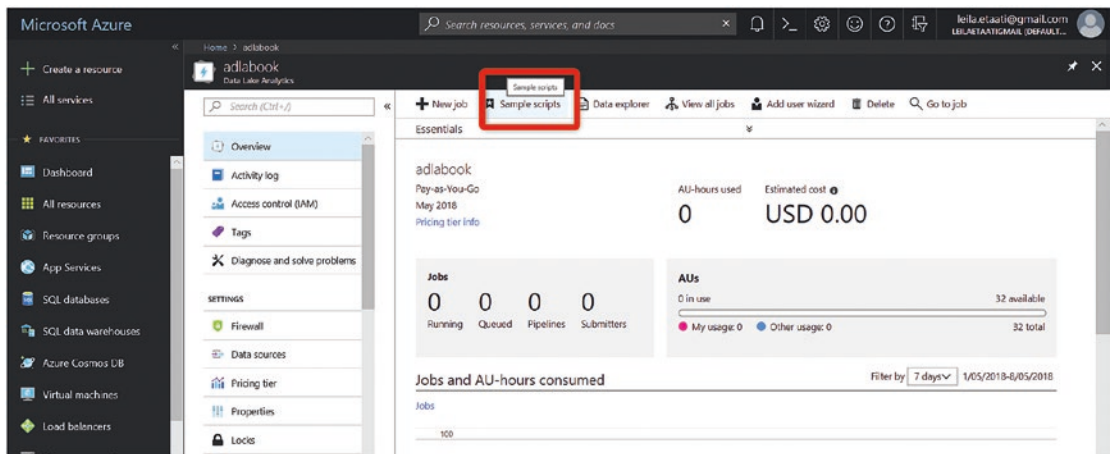 Microsoft Azure
Search resources, services, and docs
leila.etaati@gmail.com
LEILAETAATIGMAIL (DEFAULT...
Home > adlabook
Create a resource
All services
FAVORITES
Dashboard
All resources
Resource groups
App Services
SQL databases
SQL data warehouses
Azure Cosmos DB
Virtual machines
Load balancers
adlabook
Data Lake Analytics
Search (Ctrl+/)
Overview
Activity log
Access control (IAM)
Tags
Diagnose and solve problems
SETTINGS
Firewall
Data sources
Pricing tier
Properties
Locks
Sample scripts
New job Sample scripts Data explorer View all jobs Add user wizard Delete Go to job
Essentials
adlabook
Pay-as-You-Go
May 2018
Pricing tier info
AU-hours used Estimated cost
0 USD 0.00
Jobs
0 0 0 0
Running Queued Pipelines Submitters
AUs
0 in use 32 available
My usage: 0 Other usage: 0 32 total
Jobs and AU-hours consumed Filter by 7 days 1/05/2018-8/05/2018
Jobs
100